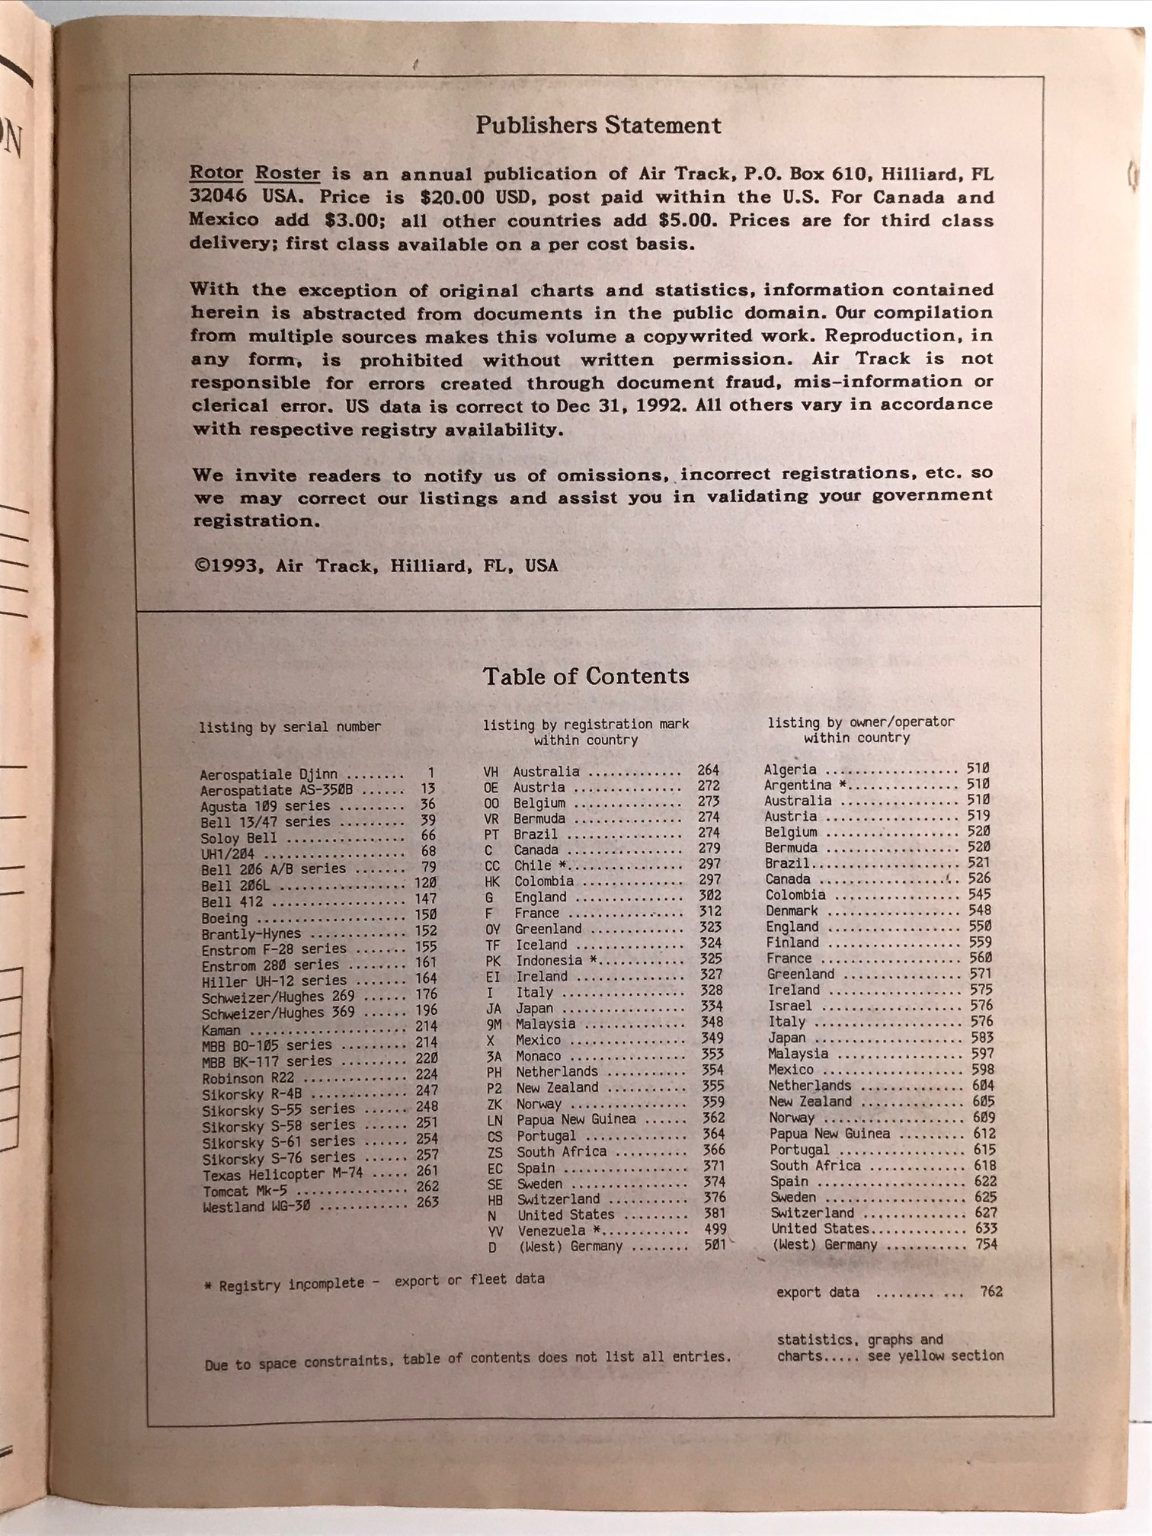 ON
Publishers Statement
Rotor Roster is an annual publication of Air Track, P.O. Box 610, Hilliard, FL
32046 USA. Price is $20.00 USD, post paid within the U.S. For Canada and
Mexico add $3.00; all other countries add $5.00. Prices are for third class
delivery; first class available on a per cost basis.
With the exception of original charts and statistics, information contained
herein is abstracted from documents in the public domain. Our compilation
from multiple sources makes this volume a copywrited work. Reproduction, in
any form, is prohibited without written permission. Air Track is not
responsible for errors created through document fraud, mis-information or
clerical error. US data is correct to Dec 31, 1992. All others vary in accordance
with respective registry availability.
We invite readers to notify us of omissions, incorrect registrations, etc. so
we may correct our listings and assist you in validating your government
registration.
©1993, Air Track, Hilliard, FL, USA
Table of Contents
listing by serial number
Aerospatiale Djinn ........ 1
Aerospatiate AS-350B ...... 13
Agusta 109 series ......... 36
Bell 13/47 series ......... 39
Soloy Bell ............... 66
UH1/204 .................. 68
Bell 206 A/B series ....... 79
Bell 206L ................ 120
Bell 412 ................. 147
Boeing ................... 150
Brantly-Hynes ............ 152
Enstrom F-28 series ....... 155
Enstrom 280 series ........ 161
Hiller UH-12 series ....... 164
Schweizer/Hughes 269 ...... 176
Schweizer/Hughes 369 ...... 196
Kaman .................... 214
MBB BO-105 series ......... 214
MBB BK-117 series ......... 220
Robinson R22 ............. 224
Sikorsky R-4B ............ 247
Sikorsky S-55 series ...... 248
Sikorsky S-58 series ...... 251
Sikorsky S-61 series ...... 254
Sikorsky S-76 series ...... 257
Texas Helicopter M-74 ..... 261
Tomcat Mk-5 .............. 262
Westland WG-30 ........... 263
listing by registration mark
within country
VH Australia ............. 264
OE Austria ............... 272
OO Belgium ............... 273
VR Bermuda ............... 274
PT Brazil ................ 274
C Canada ................ 279
CC Chile *............... 297
HK Colombia ............. 297
G England .............. 302
F France ............... 312
OY Greenland ............ 323
TF Iceland .............. 324
PK Indonesia *........... 325
EI Ireland .............. 327
I Italy ................ 328
JA Japan ................ 334
9M Malaysia ............. 348
X Mexico ............... 349
3A Monaco ............... 353
PH Netherlands .......... 354
P2 New Zealand .......... 355
ZK Norway ............... 359
LN Papua New Guinea ...... 362
CS Portugal ............. 364
ZS South Africa ......... 366
EC Spain ................ 371
SE Sweden ............... 374
HB Switzerland .......... 376
N United States ........ 381
YV Venezuela *........... 499
D (West) Germany ........ 501
listing by owner/operator
within country
Algeria ................. 510
Argentina *.............. 510
Australia ............... 510
Austria ................. 519
Belgium ................. 520
Bermuda ................. 520
Brazil................... 521
Canada .................. 526
Colombia ................ 545
Denmark ................. 548
England ................. 550
Finland ................. 559
France .................. 560
Greenland ............... 571
Ireland ................. 575
Israel .................. 576
Italy ................... 576
Japan ................... 583
Malaysia ................ 597
Mexico .................. 598
Netherlands ............. 604
New Zealand ............. 605
Norway .................. 609
Papua New Guinea ......... 612
Portugal ................ 615
South Africa ............ 618
Spain ................... 622
Sweden .................. 625
Switzerland ............. 627
United States............ 633
(West) Germany ........... 754
* Registry incomplete - export or fleet data
export data ........ ... 762
statistics, graphs and
charts..... see yellow section
Due to space constraints, table of contents does not list all entries.